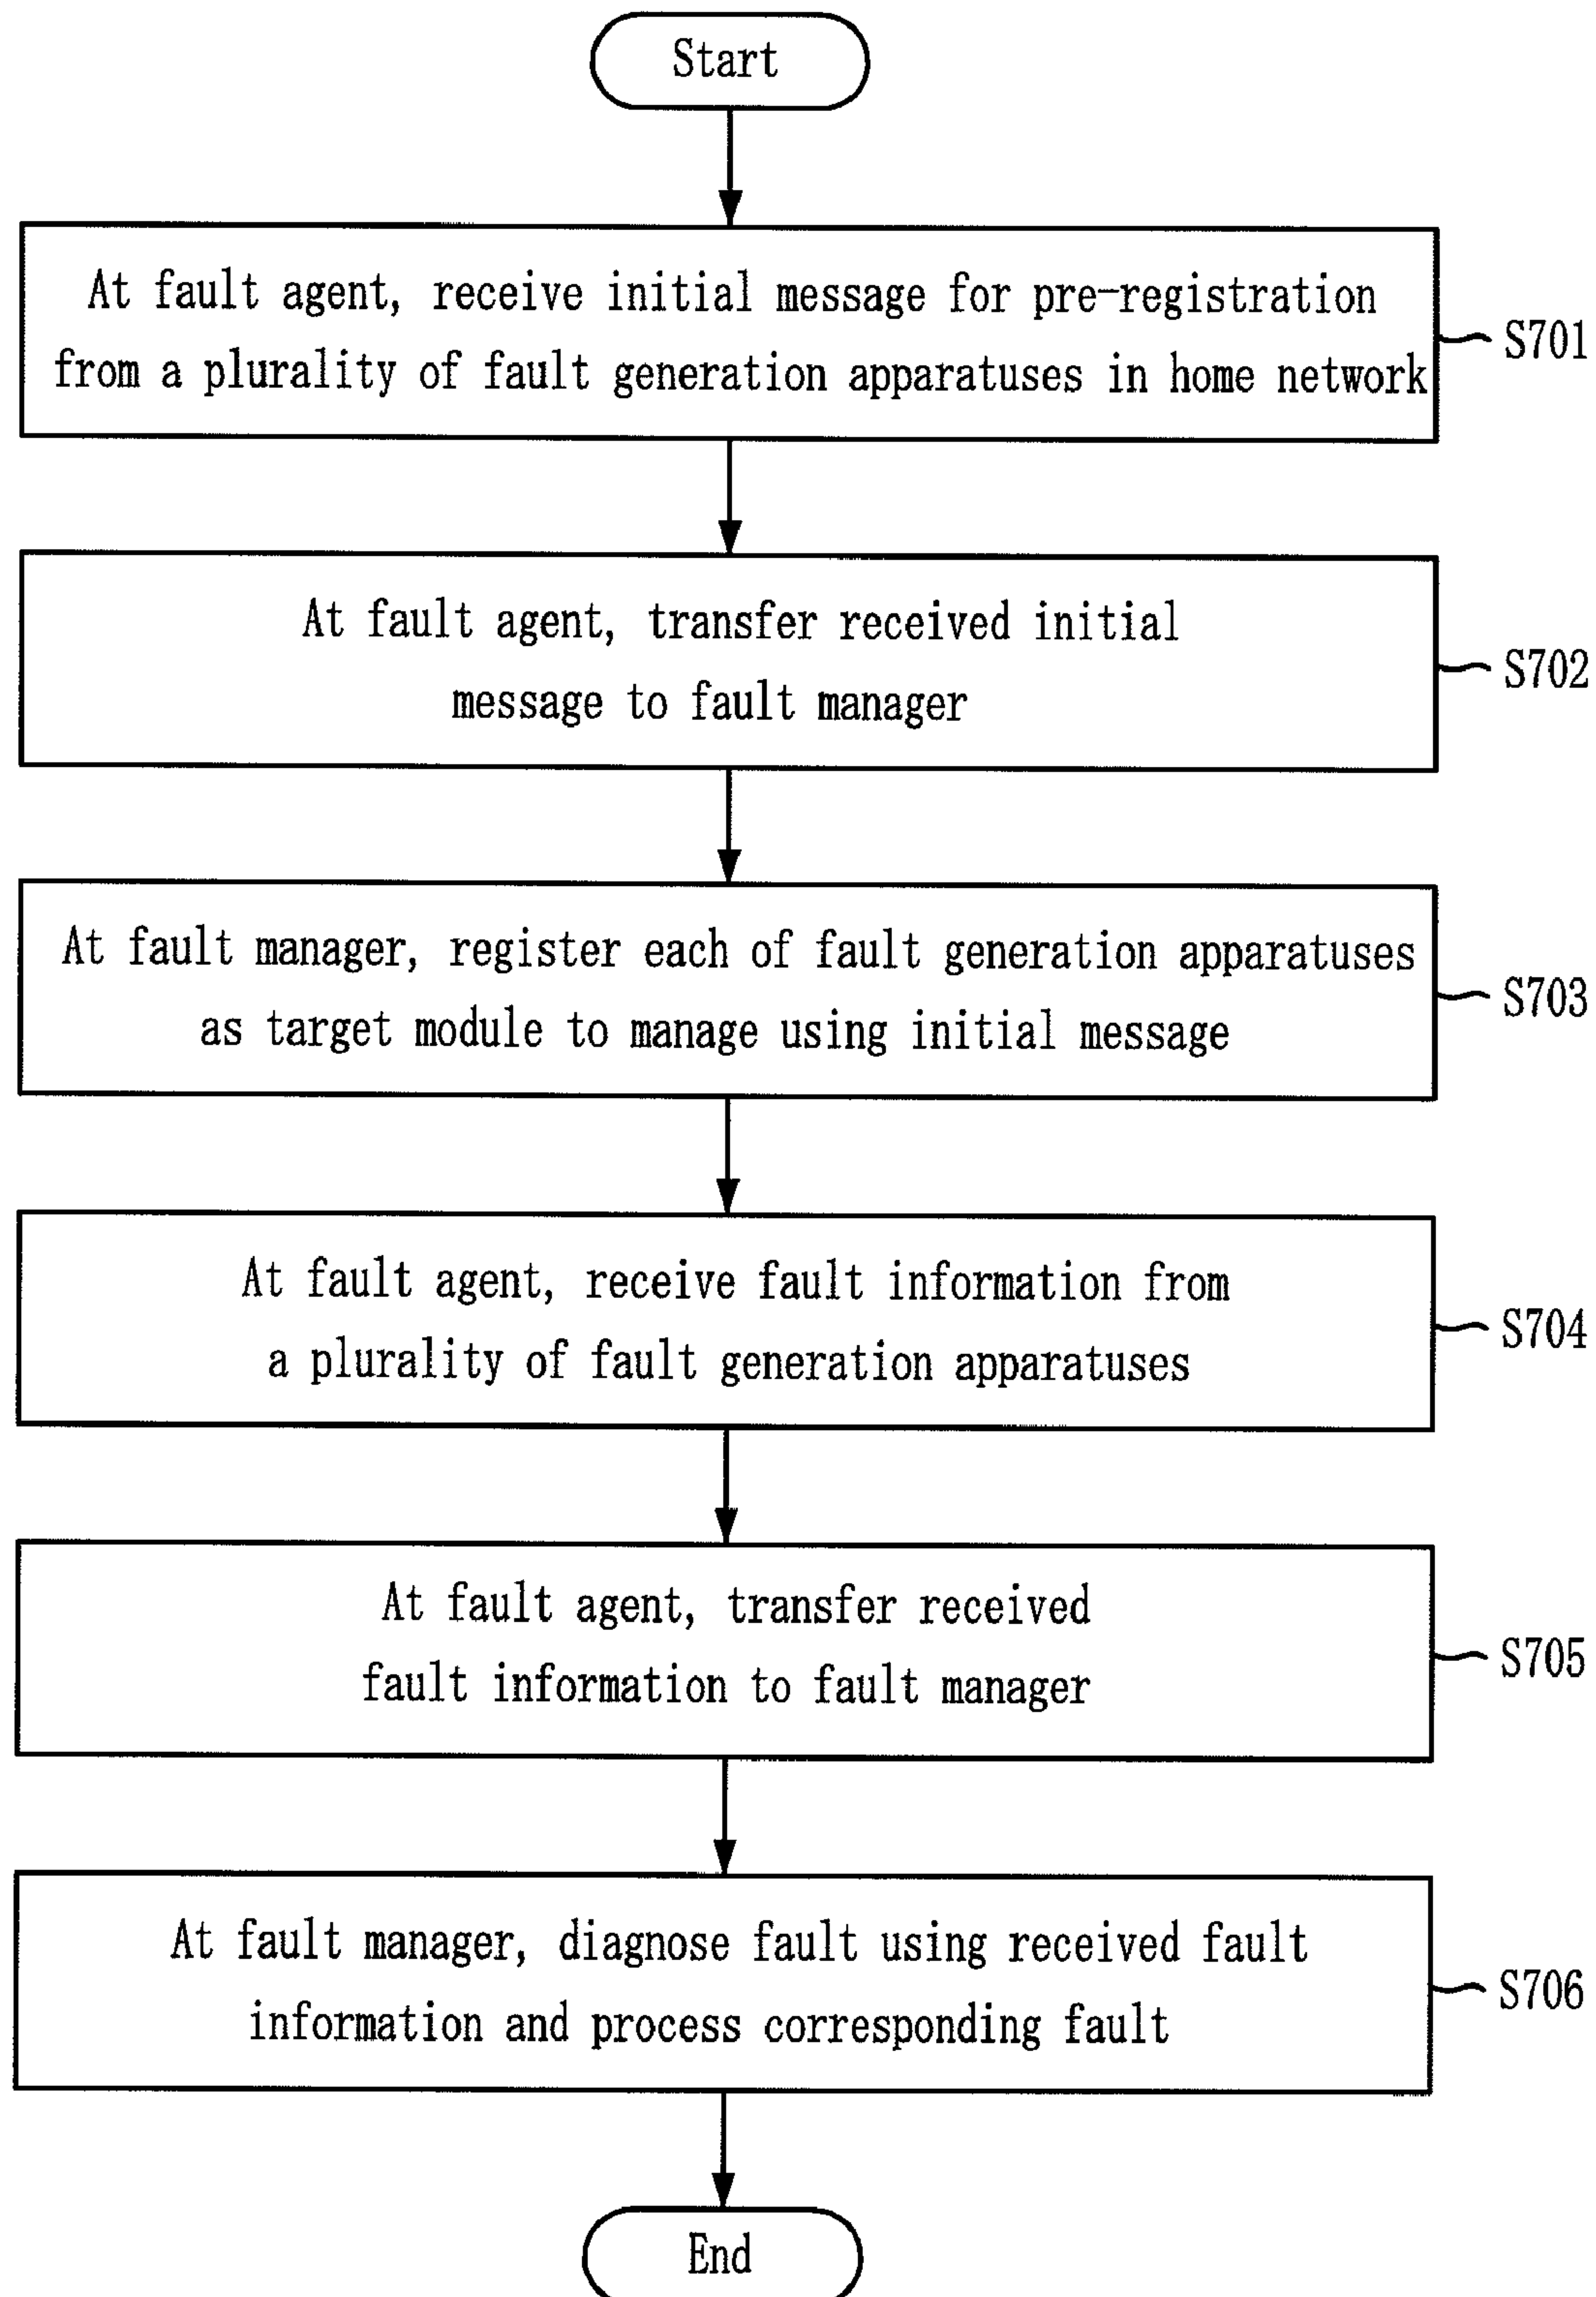 Start
At fault agent, receive initial message for pre-registration
from a plurality of fault generation apparatuses in home network
S701
At fault agent, transfer received initial
message to fault manager
S702
At fault manager, register each of fault generation apparatuses
as target module to manage using initial message
S703
At fault agent, receive fault information from
a plurality of fault generation apparatuses
S704
At fault agent, transfer received
fault information to fault manager
S705
At fault manager, diagnose fault using received fault
information and process corresponding fault
S706
End